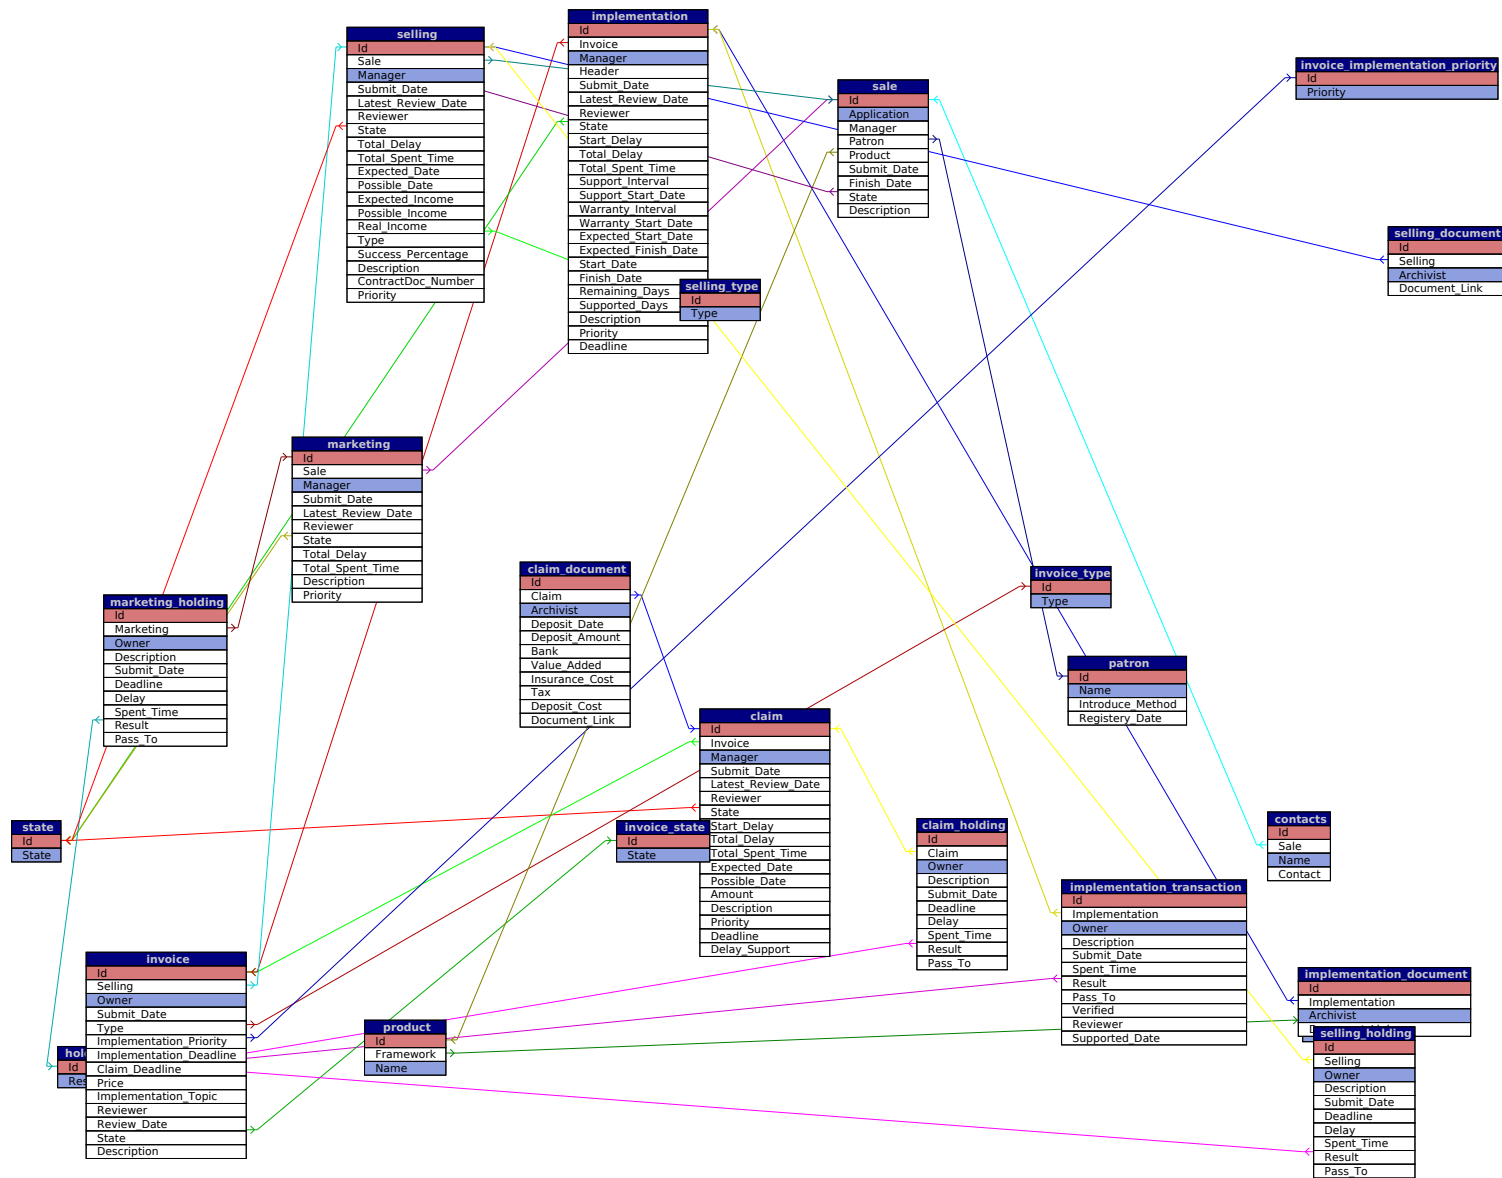 selling
Id
Sale
Manager
Submit_Date
Latest_Review_Date
Reviewer
State
Total_Delay
Total_Spent_Time
Expected_Date
Possible_Date
Expected_Income
Possible_Income
Real_Income
Type
Success_Percentage
Description
ContractDoc_Number
Priority
implementation
Id
Invoice
Manager
Header
Submit_Date
Latest_Review_Date
Reviewer
State
Start_Delay
Total_Delay
Total_Spent_Time
Support_Interval
Support_Start_Date
Warranty_Interval
Warranty_Start_Date
Expected_Start_Date
Expected_Finish_Date
Start_Date
Finish_Date
Remaining_Days
Supported_Days
Description
Priority
Deadline
sale
Id
Application
Manager
Patron
Product
Submit_Date
Finish_Date
State
Description
invoice_implementation_priority
Id
Priority
selling_document
Id
Selling
Archivist
Document_Link
selling_type
Id
Type
marketing
Id
Sale
Manager
Submit_Date
Latest_Review_Date
Reviewer
State
Total_Delay
Total_Spent_Time
Description
Priority
marketing_holding
Id
Marketing
Owner
Description
Submit_Date
Deadline
Delay
Spent_Time
Result
Pass_To
claim_document
Id
Claim
Archivist
Deposit_Date
Deposit_Amount
Bank
Value_Added
Insurance_Cost
Tax
Deposit_Cost
Document_Link
invoice_type
Id
Type
patron
Id
Name
Introduce_Method
Registery_Date
claim
Id
Invoice
Manager
Submit_Date
Latest_Review_Date
Reviewer
State
Start_Delay
Total_Delay
Total_Spent_Time
Expected_Date
Possible_Date
Amount
Description
Priority
Deadline
Delay_Support
state
Id
State
invoice_state
Id
State
claim_holding
Id
Claim
Owner
Description
Submit_Date
Deadline
Delay
Spent_Time
Result
Pass_To
contacts
Id
Sale
Name
Contact
implementation_transaction
Id
Implementation
Owner
Description
Submit_Date
Spent_Time
Result
Pass_To
Verified
Reviewer
Supported_Date
invoice
Id
Selling
Owner
Submit_Date
Type
Implementation_Priority
Implementation_Deadline
Claim_Deadline
Price
Implementation_Topic
Reviewer
Review_Date
State
Description
Id
product
Id
Framework
Name
implementation_document
Id
Implementation
Archivist
selling_holding
Id
Selling
Owner
Description
Submit_Date
Deadline
Delay
Spent_Time
Result
Pass_To